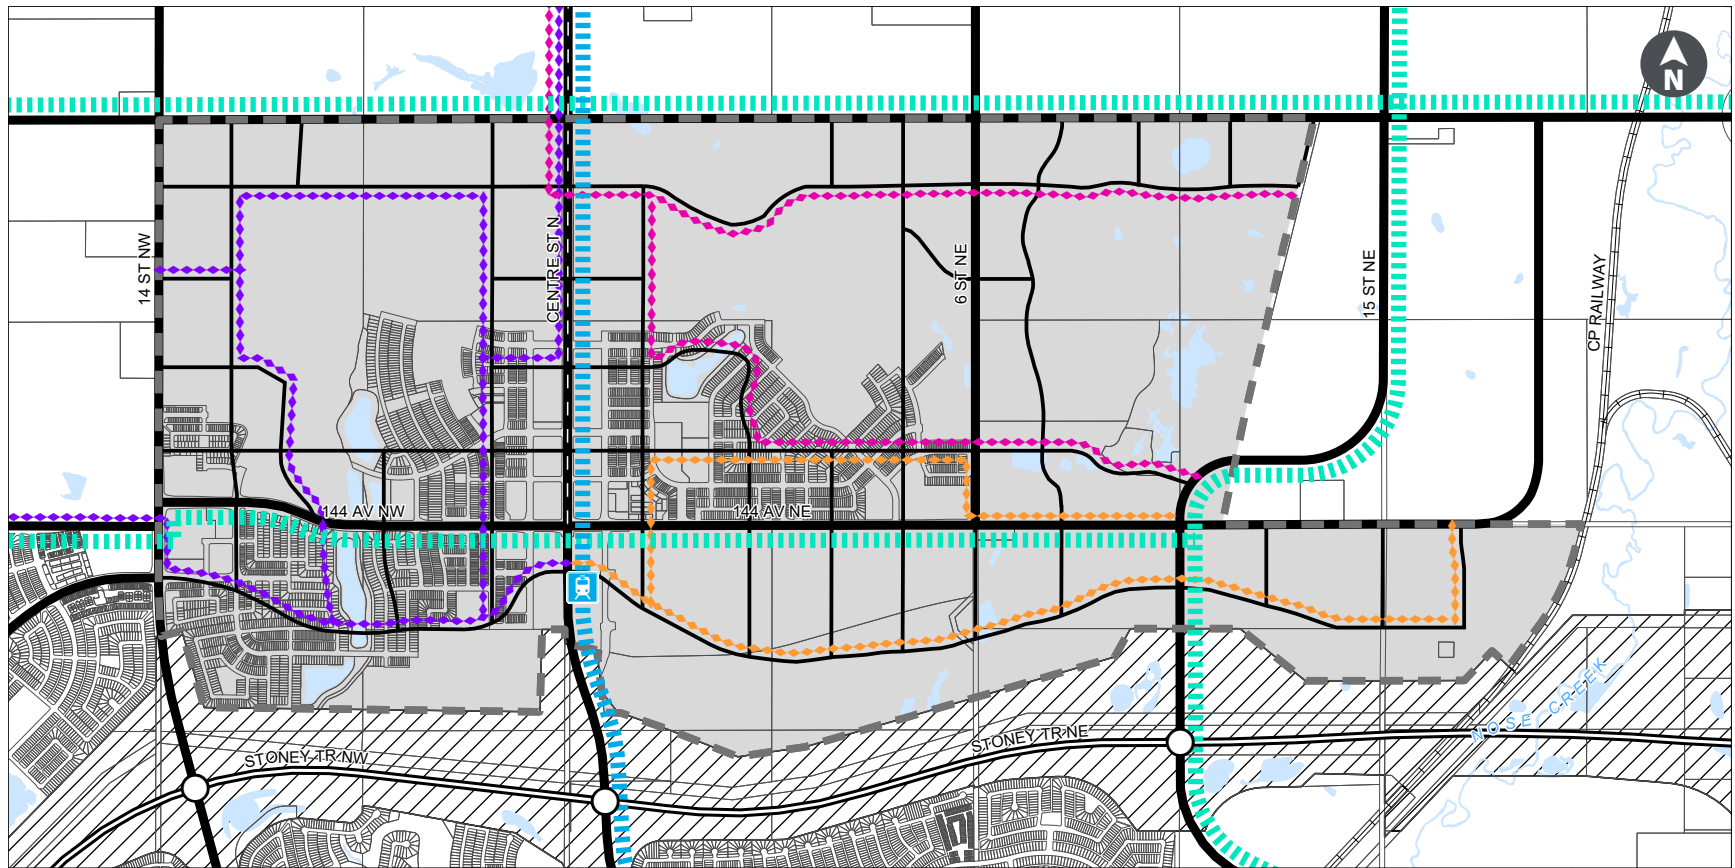 N
14 ST NW
CENTRE ST N
6 ST NE
15 ST NE
CP RAILWAY
144 AV NW
144 AV NE
STONEY TR NW
STONEY TR NE
NOSE CREEK